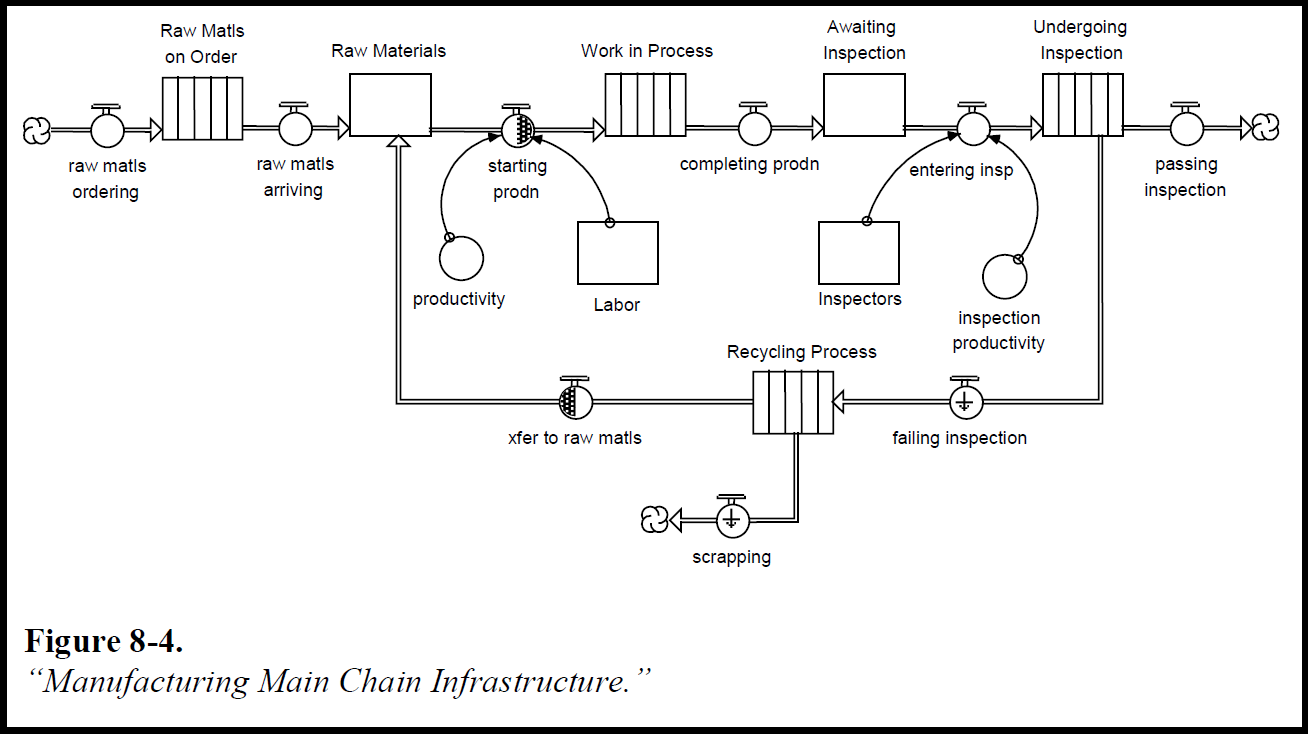 Raw Matls
on Order
Raw Materials
Work in Process
Awaiting
Inspection
Undergoing
Inspection
raw matls
ordering
raw matls
arriving
starting
prodn
completing prodn
entering insp
passing
inspection
productivity
Labor
Inspectors
inspection
productivity
Recycling Process
xfer to raw matls
failing inspection
scrapping
Figure 8-4.
“Manufacturing Main Chain Infrastructure.”